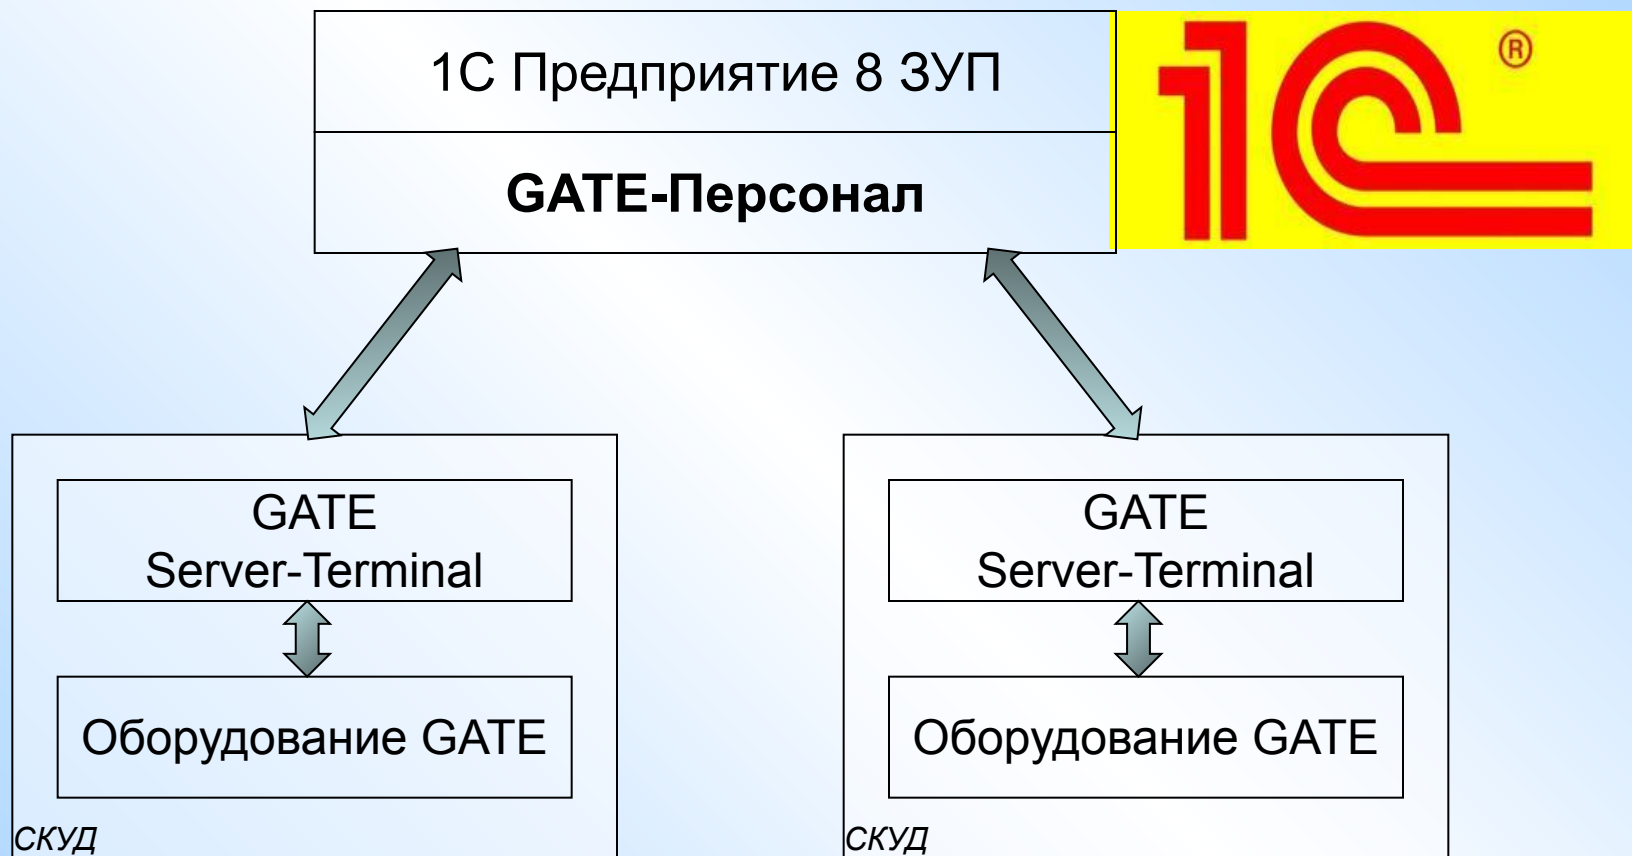 1С Предприятие 8 ЗУП
1С ®
GATE-Персонал
GATE
Server-Terminal
Оборудование GATE
СКУД
GATE
Server-Terminal
Оборудование GATE
СКУД